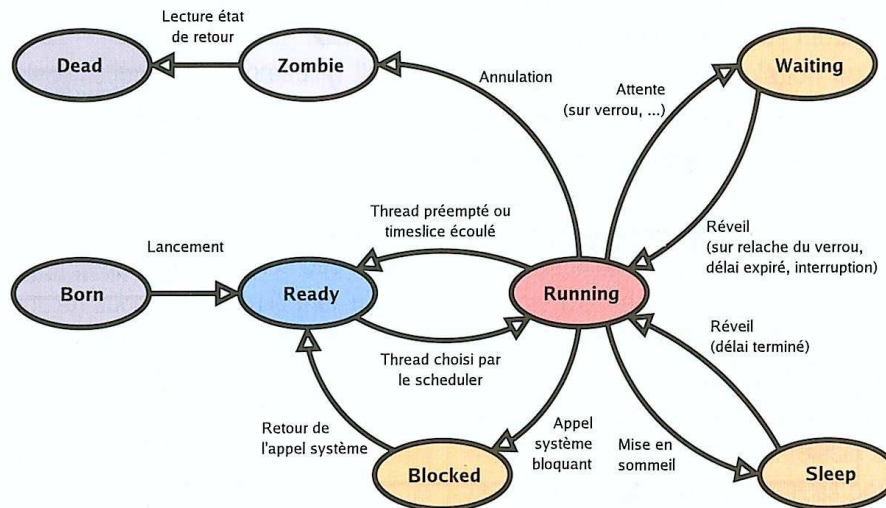 Lecture état
de retour
Dead
Zombie
Annulation
Attente
(sur verrou, ...)
Waiting
Thread préempté ou
timeslice écoulé
Réveil
(sur relache du verrou,
délai expiré, interruption)
Lancement
Born
Ready
Running
Réveil
(délai terminé)
Thread choisi par
le scheduler
Retour de
l'appel système
Appel
système
bloquant
Mise en
sommeil
Blocked
Sleep